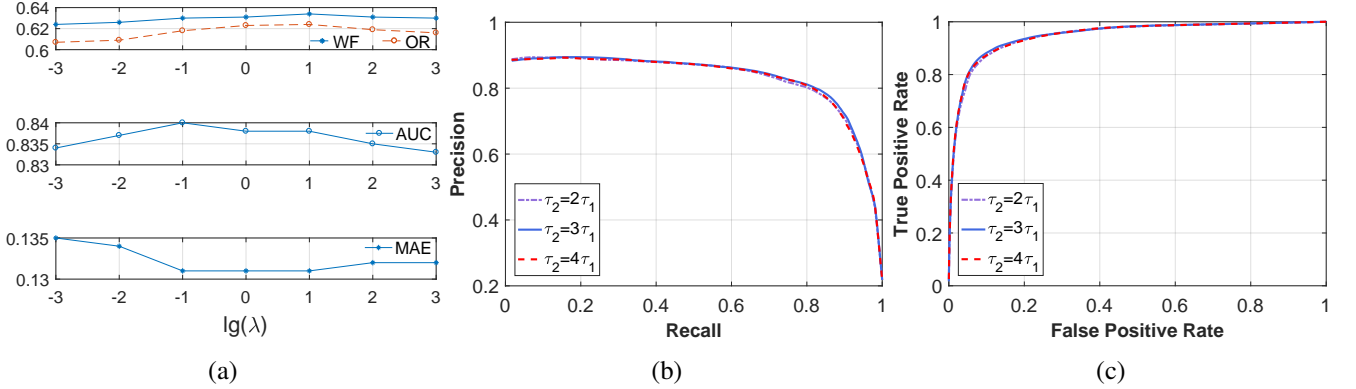 0.64
0.62
0.6
WF
OR
-3 -2 -1 0 1 2 3
0.84
0.835
0.83
AUC
-3 -2 -1 0 1 2 3
0.135
0.13
MAE
-3 -2 -1 0 1 2 3
lg(λ)
(a)
Precision
1
0.8
0.6
0.4
0.2
τ2=2τ1
τ2=3τ1
τ2=4τ1
0 0.2 0.4 0.6 0.8 1
Recall
(b)
True Positive Rate
1
0.8
0.6
0.4
0.2
0
τ2=2τ1
τ2=3τ1
τ2=4τ1
0 0.2 0.4 0.6 0.8 1
False Positive Rate
(c)